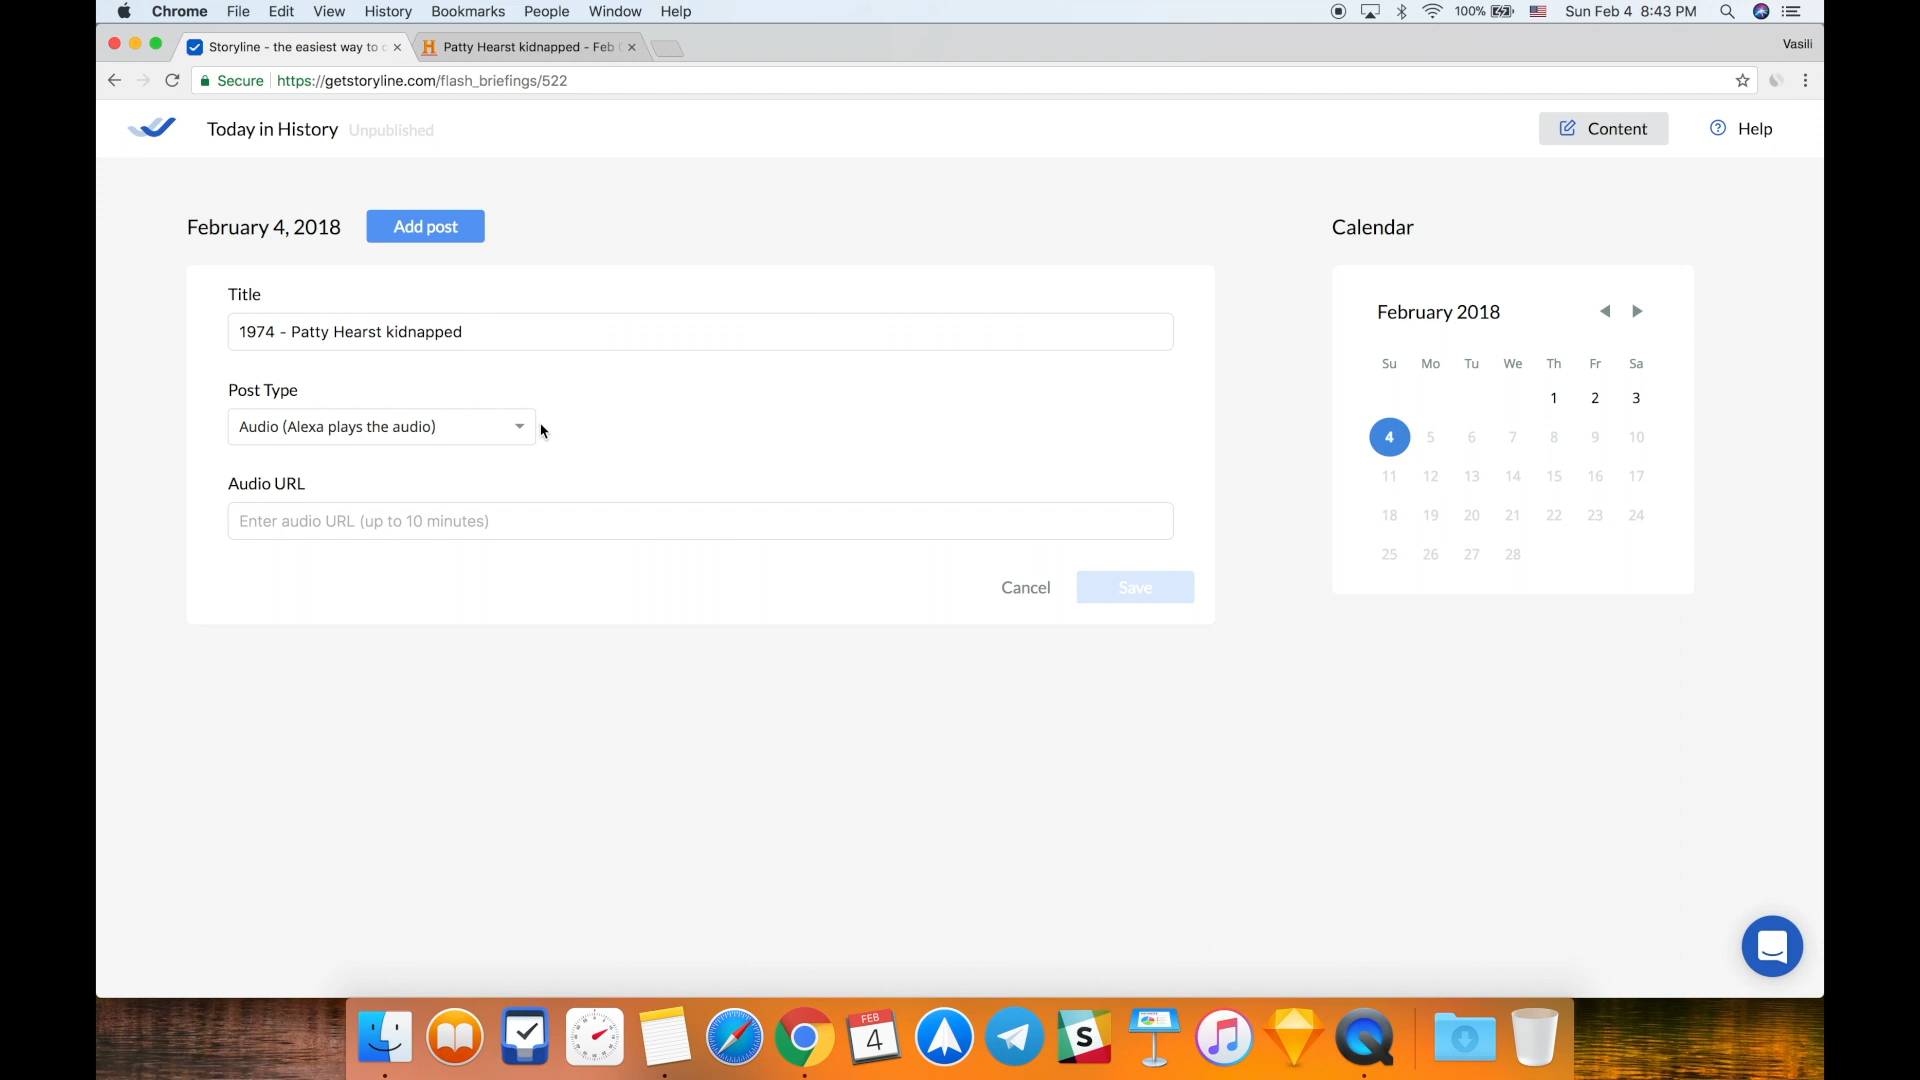 Chrome File Edit View History Bookmarks People Window Help 100% Sun Feb 4 8:43 PM
Storyline - the easiest way to c Patty Hearst kidnapped - Feb Vasili
Secure https://getstoryline.com/flash_briefings/522
Today in History Unpublished Content Help
February 4, 2018 Add post Calendar
Title
1974 - Patty Hearst kidnapped
Post Type
Audio (Alexa plays the audio)
Audio URL
Enter audio URL (up to 10 minutes)
Cancel Save
February 2018
Su Mo Tu We Th Fr Sa
1 2 3
4 5 6 7 8 9 10
11 12 13 14 15 16 17
18 19 20 21 22 23 24
25 26 27 28
FEB
4
S